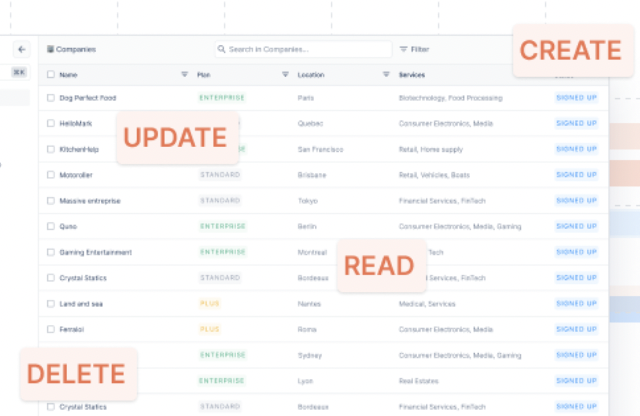 CREATE
Companies Search in Companies... Filter
⌘K
Name Plan Location Services
Dog Perfect Food ENTERPRISE Paris Biotechnology, Food Processing SIGNED UP
HelloMark Quebec Consumer Electronics, Media SIGNED UP
UPDATE
KitchenHelp San Francisco Retail, Home supply SIGNED UP
Motoroller STANDARD Brisbane Retail, Vehicles, Boats SIGNED UP
Massive entreprise STANDARD Tokyo Financial Services, FinTech SIGNED UP
Quno ENTERPRISE Berlin Consumer Electronics, Media, Gaming SIGNED UP
Gaming Entertainment ENTERPRISE Montreal Tech SIGNED UP
READ
Crystal Statics STANDARD Bordeaux Services, FinTech SIGNED UP
Land and sea PLUS Nantes Medical, Services SIGNED UP
Ferraloi PLUS Roma Consumer Electronics, Media SIGNED UP
ENTERPRISE Sydney Consumer Electronics, Media, Gaming SIGNED UP
DELETE
ENTERPRISE Lyon Real Estates SIGNED UP
Crystal Statics STANDARD Bordeaux Financial Services, FinTech SIGNED UP